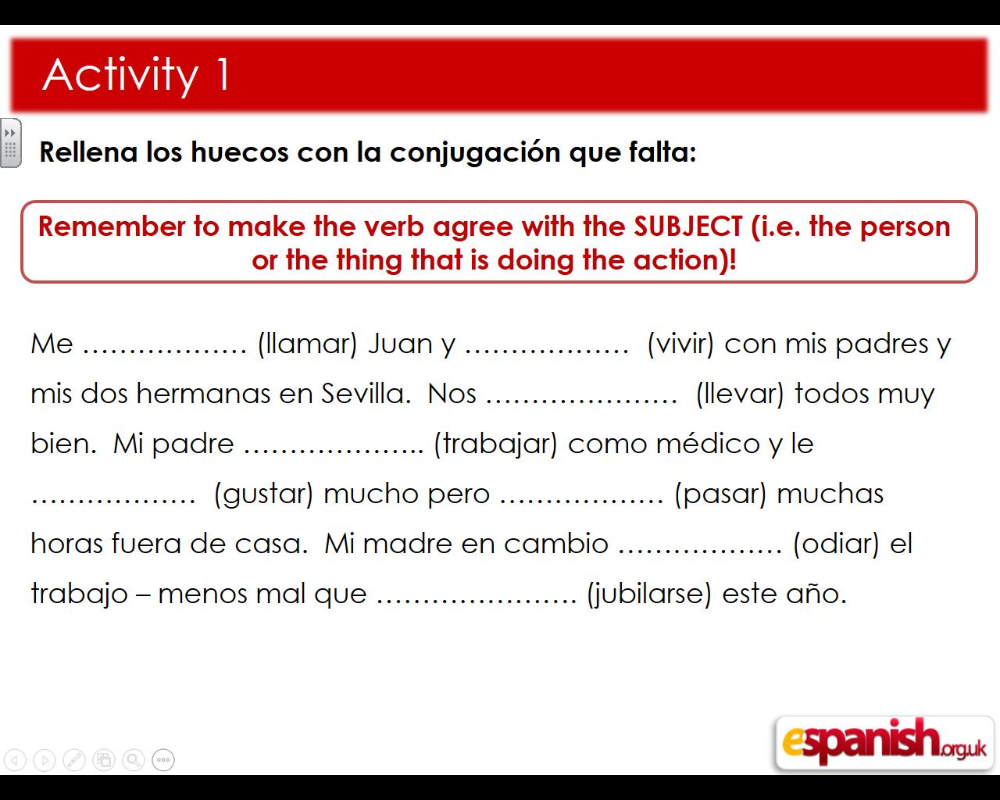 Activity 1
Rellena los huecos con la conjugación que falta:
Remember to make the verb agree with the SUBJECT (i.e. the person
or the thing that is doing the action)!
Me ……………… (llamar) Juan y ……………… (vivir) con mis padres y
mis dos hermanas en Sevilla. Nos ………………… (llevar) todos muy
bien. Mi padre ……………….. (trabajar) como médico y le
……………… (gustar) mucho pero ……………… (pasar) muchas
horas fuera de casa. Mi madre en cambio ……………… (odiar) el
trabajo – menos mal que …………………. (jubilarse) este año.
espanish.org.uk